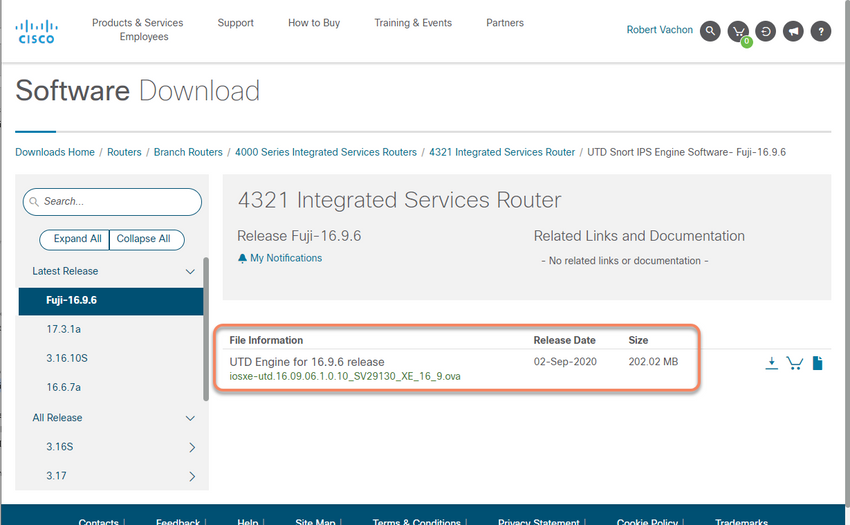 Products & Services
Support
How to Buy
Training & Events
Partners
Employees
CISCO
Robert Vachon
0
?
Software Download
Downloads Home / Routers / Branch Routers / 4000 Series Integrated Services Routers / 4321 Integrated Services Router / UTD Snort IPS Engine Software- Fuji-16.9.6
Search...
Expand All
Collapse All
Latest Release
Fuji-16.9.6
17.3.1a
3.16.10S
16.6.7a
All Release
3.16S
3.17
4321 Integrated Services Router
Release Fuji-16.9.6
My Notifications
Related Links and Documentation
- No related links or documentation -
File Information
Release Date
Size
UTD Engine for 16.9.6 release
02-Sep-2020
202.02 MB
iosxe-utd.16.09.06.1.0.10_SV29130_XE_16_9.ova
Contacts | Feedback | Help | Site Map | Terms & Conditions | Privacy Statement | Cookie Policy | Trademarks